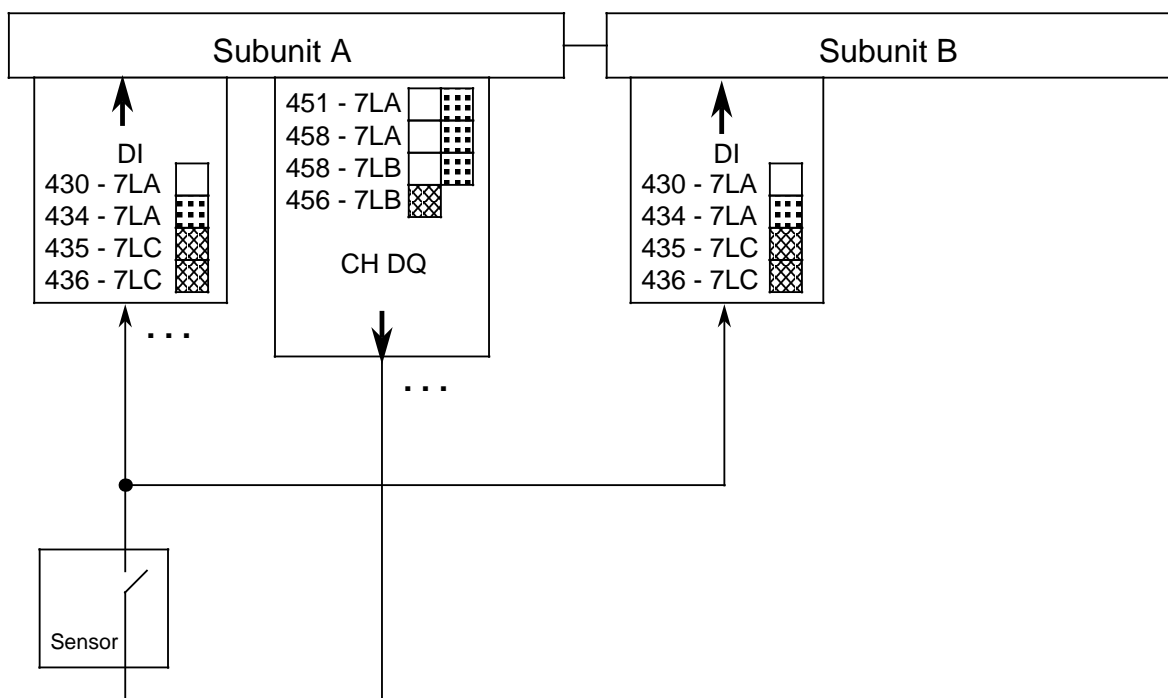 Subunit A
Subunit B
DI
430 - 7LA
434 - 7LA
435 - 7LC
436 - 7LC
. . .
451 - 7LA
458 - 7LA
458 - 7LB
456 - 7LB
CH DQ
. . .
DI
430 - 7LA
434 - 7LA
435 - 7LC
436 - 7LC
Sensor